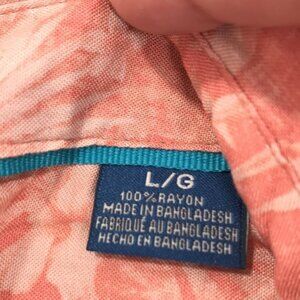 L/G
100% RAYON
MADE IN BANGLADESH
FABRIQUÉ AU BANGLADESH
HECHO EN BANGLADESH